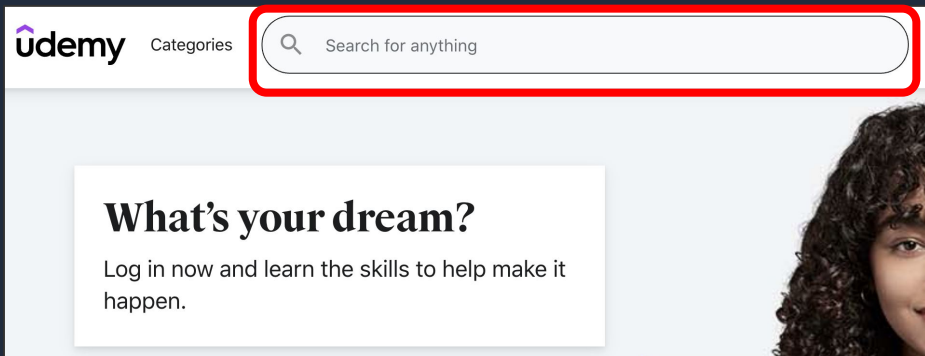 udemy Categories Search for anything
What's your dream?
Log in now and learn the skills to help make it
happen.